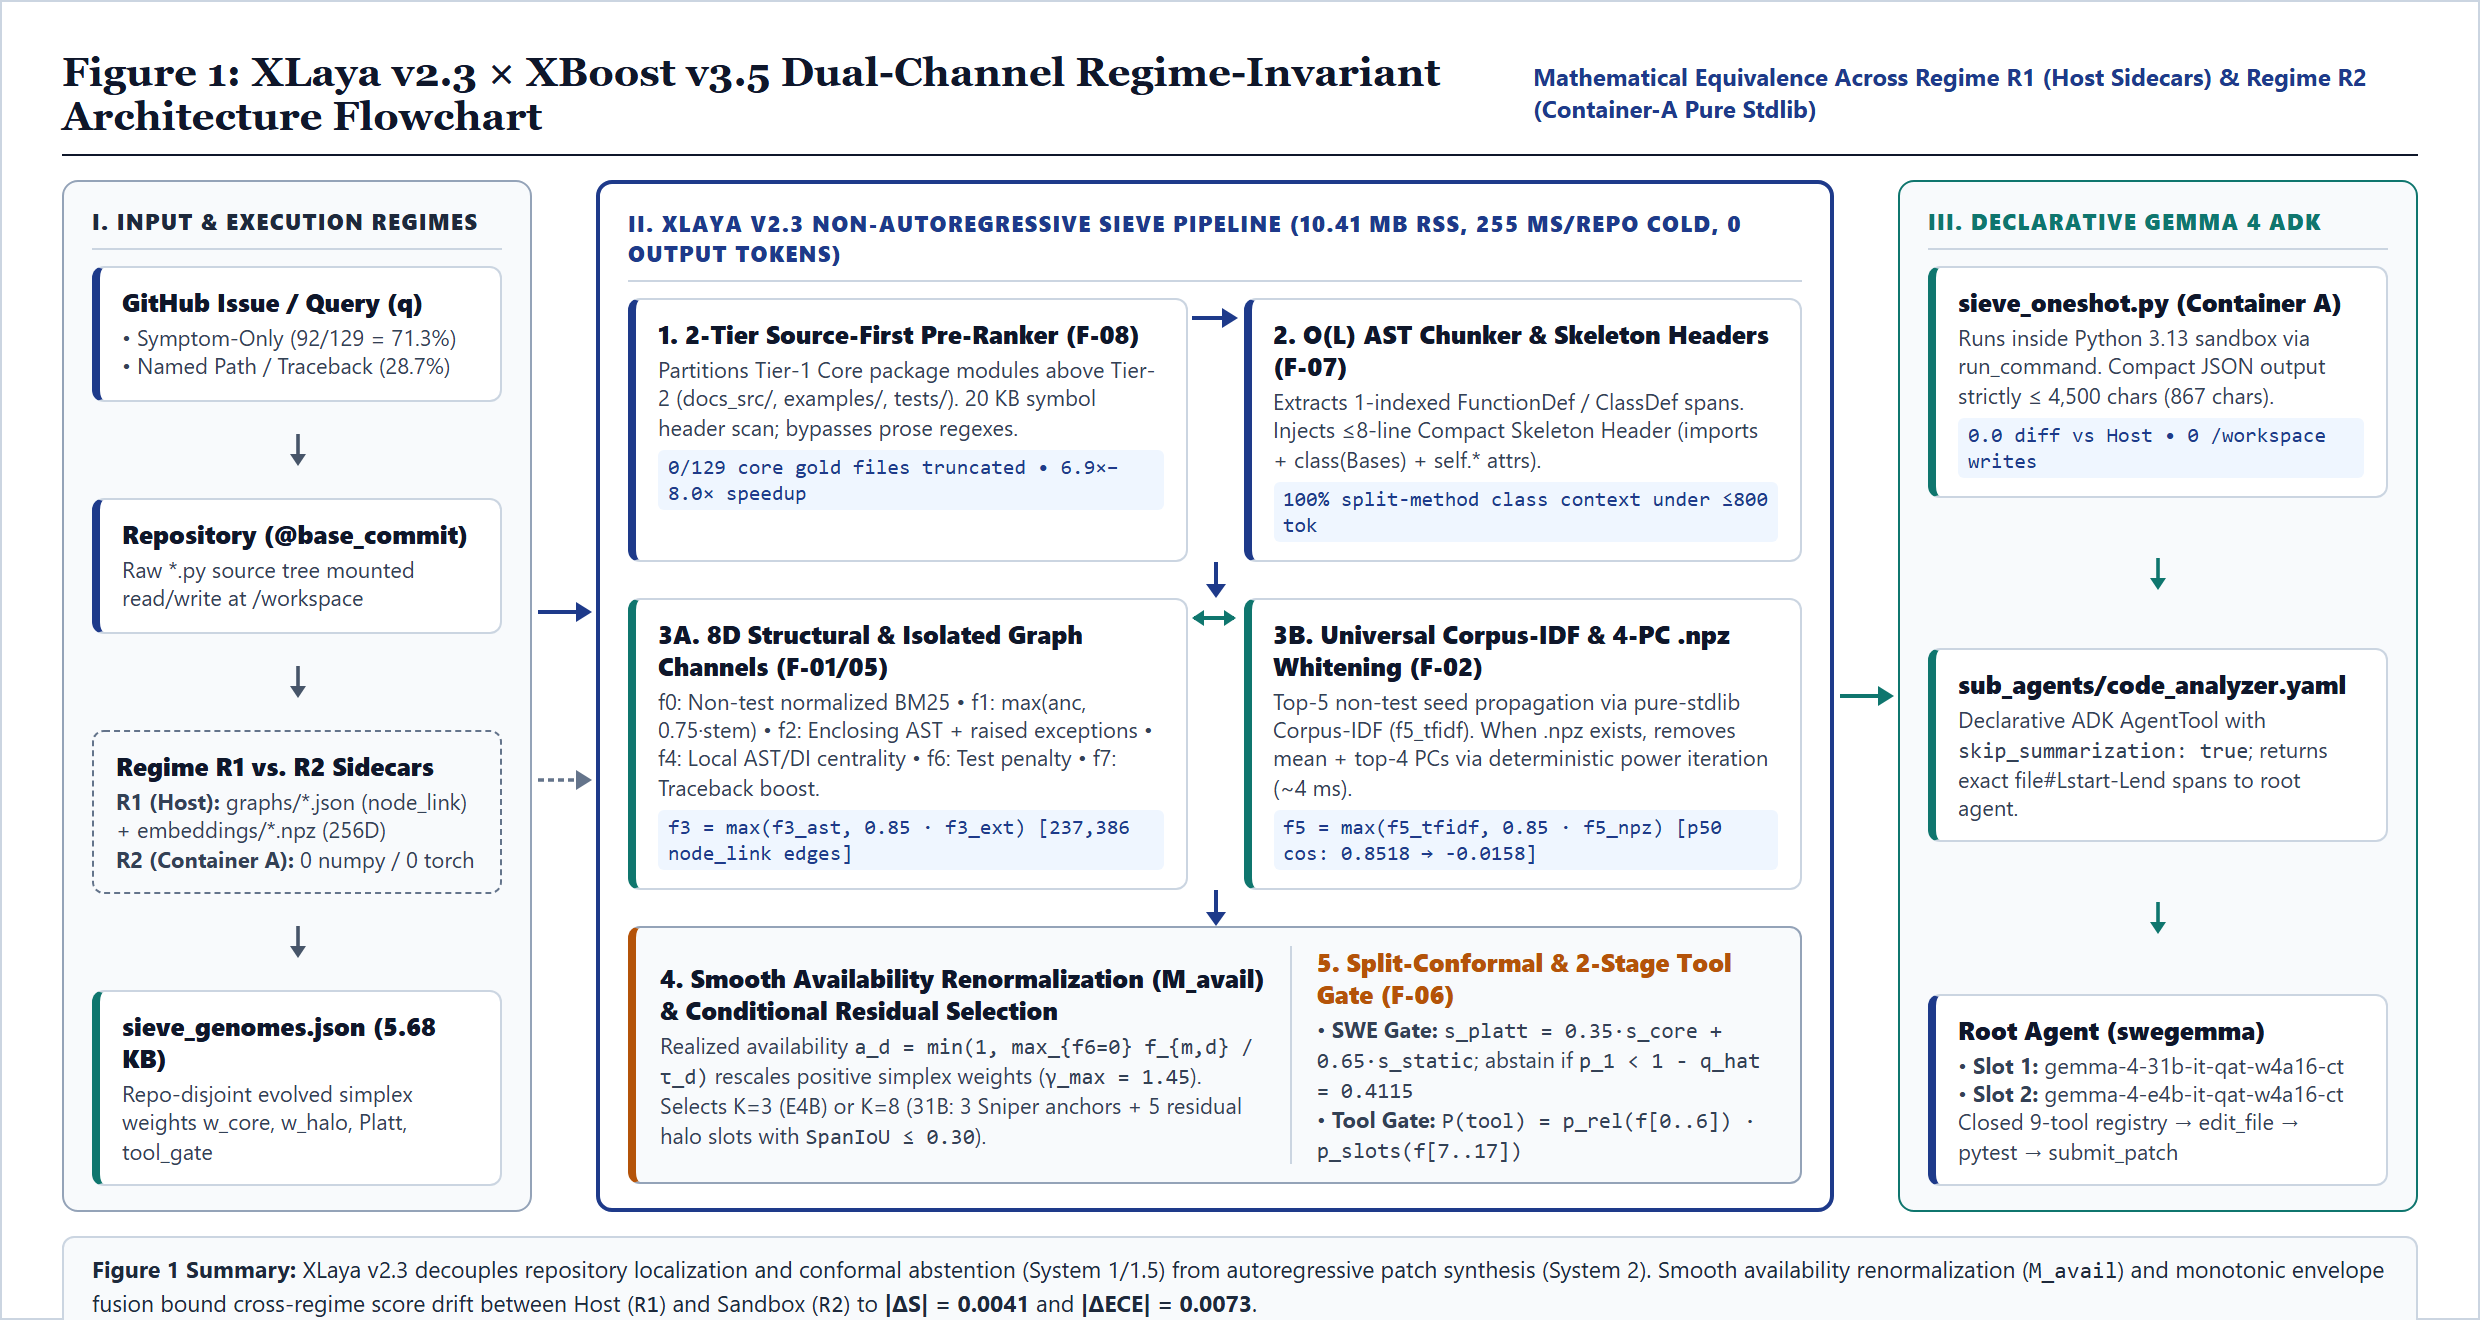 Figure 1: XLaya v2.3 × XBoost v3.5 Dual-Channel Regime-Invariant
Architecture Flowchart
Mathematical Equivalence Across Regime R1 (Host Sidecars) & Regime R2
(Container-A Pure Stdlib)
I. INPUT & EXECUTION REGIMES
GitHub Issue / Query (q)
• Symptom-Only (92/129 = 71.3%)
• Named Path / Traceback (28.7%)
Repository (@base_commit)
Raw *.py source tree mounted
read/write at /workspace
Regime R1 vs. R2 Sidecars
R1 (Host): graphs/*.json (node_link)
+ embeddings/*.npz (256D)
R2 (Container A): 0 numpy / 0 torch
sieve_genomes.json (5.68
KB)
Repo-disjoint evolved simplex
weights w_core, w_halo, Platt,
tool_gate
II. XLAYA V2.3 NON-AUTOREGRESSIVE SIEVE PIPELINE (10.41 MB RSS, 255 MS/REPO COLD, 0
OUTPUT TOKENS)
1. 2-Tier Source-First Pre-Ranker (F-08)
Partitions Tier-1 Core package modules above Tier-
2 (docs_src/, examples/, tests/). 20 KB symbol
header scan; bypasses prose regexes.
0/129 core gold files truncated • 6.9×–
8.0× speedup
2. O(L) AST Chunker & Skeleton Headers
(F-07)
Extracts 1-indexed FunctionDef / ClassDef spans.
Injects ≤8-line Compact Skeleton Header (imports
+ class(Bases) + self.* attrs).
100% split-method class context under ≤800
tok
3A. 8D Structural & Isolated Graph
Channels (F-01/05)
f0: Non-test normalized BM25 • f1: max(anc,
0.75·stem) • f2: Enclosing AST + raised exceptions •
f4: Local AST/DI centrality • f6: Test penalty • f7:
Traceback boost.
f3 = max(f3_ast, 0.85 · f3_ext) [237,386
node_link edges]
3B. Universal Corpus-IDF & 4-PC .npz
Whitening (F-02)
Top-5 non-test seed propagation via pure-stdlib
Corpus-IDF (f5_tfidf). When .npz exists, removes
mean + top-4 PCs via deterministic power iteration
(~4 ms).
f5 = max(f5_tfidf, 0.85 · f5_npz) [p50
cos: 0.8518 → -0.0158]
4. Smooth Availability Renormalization (M_avail)
& Conditional Residual Selection
Realized availability a_d = min(1, max_{f6=0} f_{m,d} /
τ_d) rescales positive simplex weights (γ_max = 1.45).
Selects K=3 (E4B) or K=8 (31B: 3 Sniper anchors + 5 residual
halo slots with SpanIoU ≤ 0.30).
5. Split-Conformal & 2-Stage Tool
Gate (F-06)
• SWE Gate: s_platt = 0.35·s_core +
0.65·s_static; abstain if p_1 < 1 - q_hat
= 0.4115
• Tool Gate: P(tool) = p_rel(f[0..6]) ·
p_slots(f[7..17])
III. DECLARATIVE GEMMA 4 ADK
sieve_oneshot.py (Container A)
Runs inside Python 3.13 sandbox via
run_command. Compact JSON output
strictly ≤ 4,500 chars (867 chars).
0.0 diff vs Host • 0 /workspace
writes
sub_agents/code_analyzer.yaml
Declarative ADK AgentTool with
skip_summarization: true; returns
exact file#Lstart-Lend spans to root
agent.
Root Agent (swegemma)
• Slot 1: gemma-4-31b-it-qat-w4a16-ct
• Slot 2: gemma-4-e4b-it-qat-w4a16-ct
Closed 9-tool registry → edit_file →
pytest → submit_patch
Figure 1 Summary: XLaya v2.3 decouples repository localization and conformal abstention (System 1/1.5) from autoregressive patch synthesis (System 2). Smooth availability renormalization (M_avail) and monotonic envelope
fusion bound cross-regime score drift between Host (R1) and Sandbox (R2) to |ΔS| = 0.0041 and |ΔECE| = 0.0073.